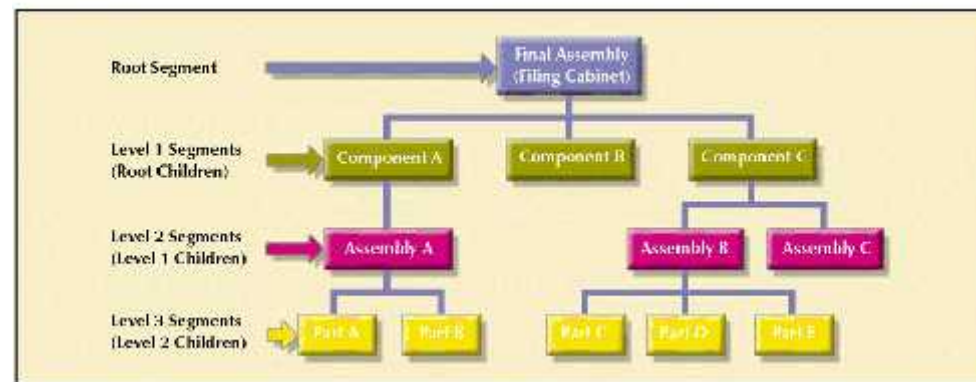 Final Assembly
(Filing Cabinet)
Root Segment
Level 1 Segments
(Root Children)
Component A
Component B
Component C
Level 2 Segments
(Level 1 Children)
Assembly A
Assembly B
Assembly C
Level 3 Segments
(Level 2 Children)
Part A
Part B
Part C
Part D
Part E